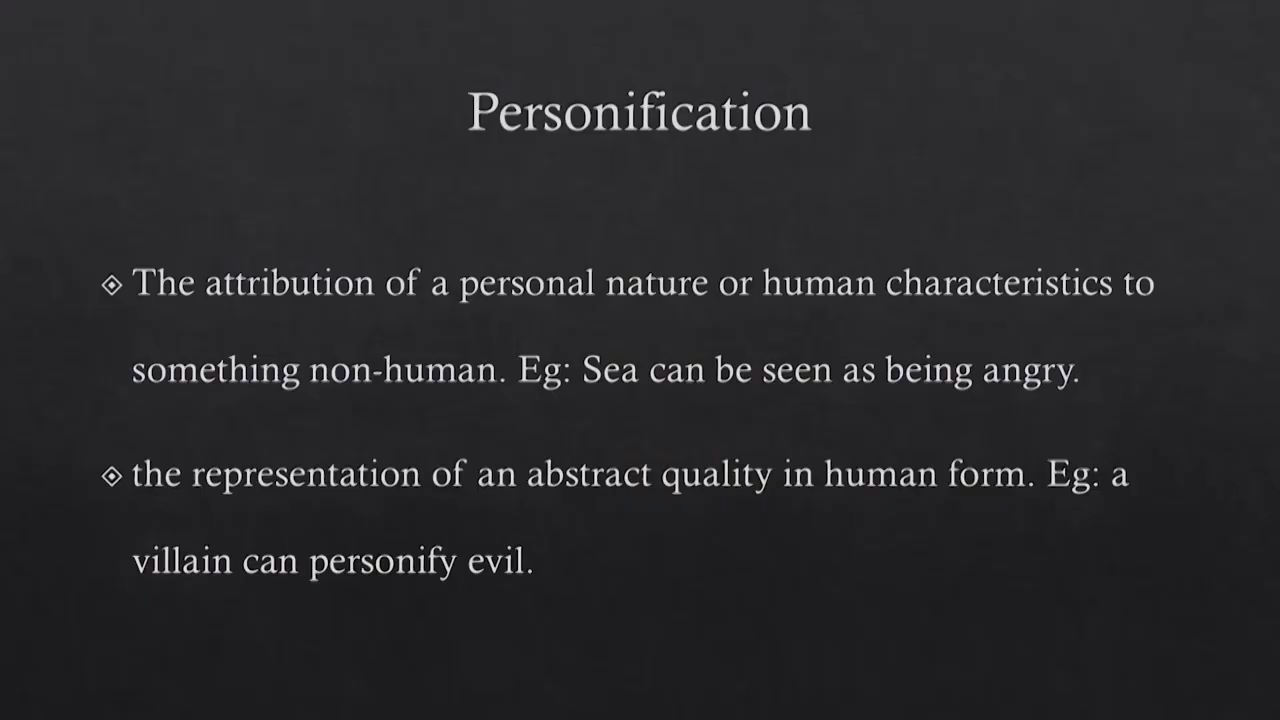 Personification
The attribution of a personal nature or human characteristics to
something non-human. Eg: Sea can be seen as being angry.
the representation of an abstract quality in human form. Eg: a
villain can personify evil.